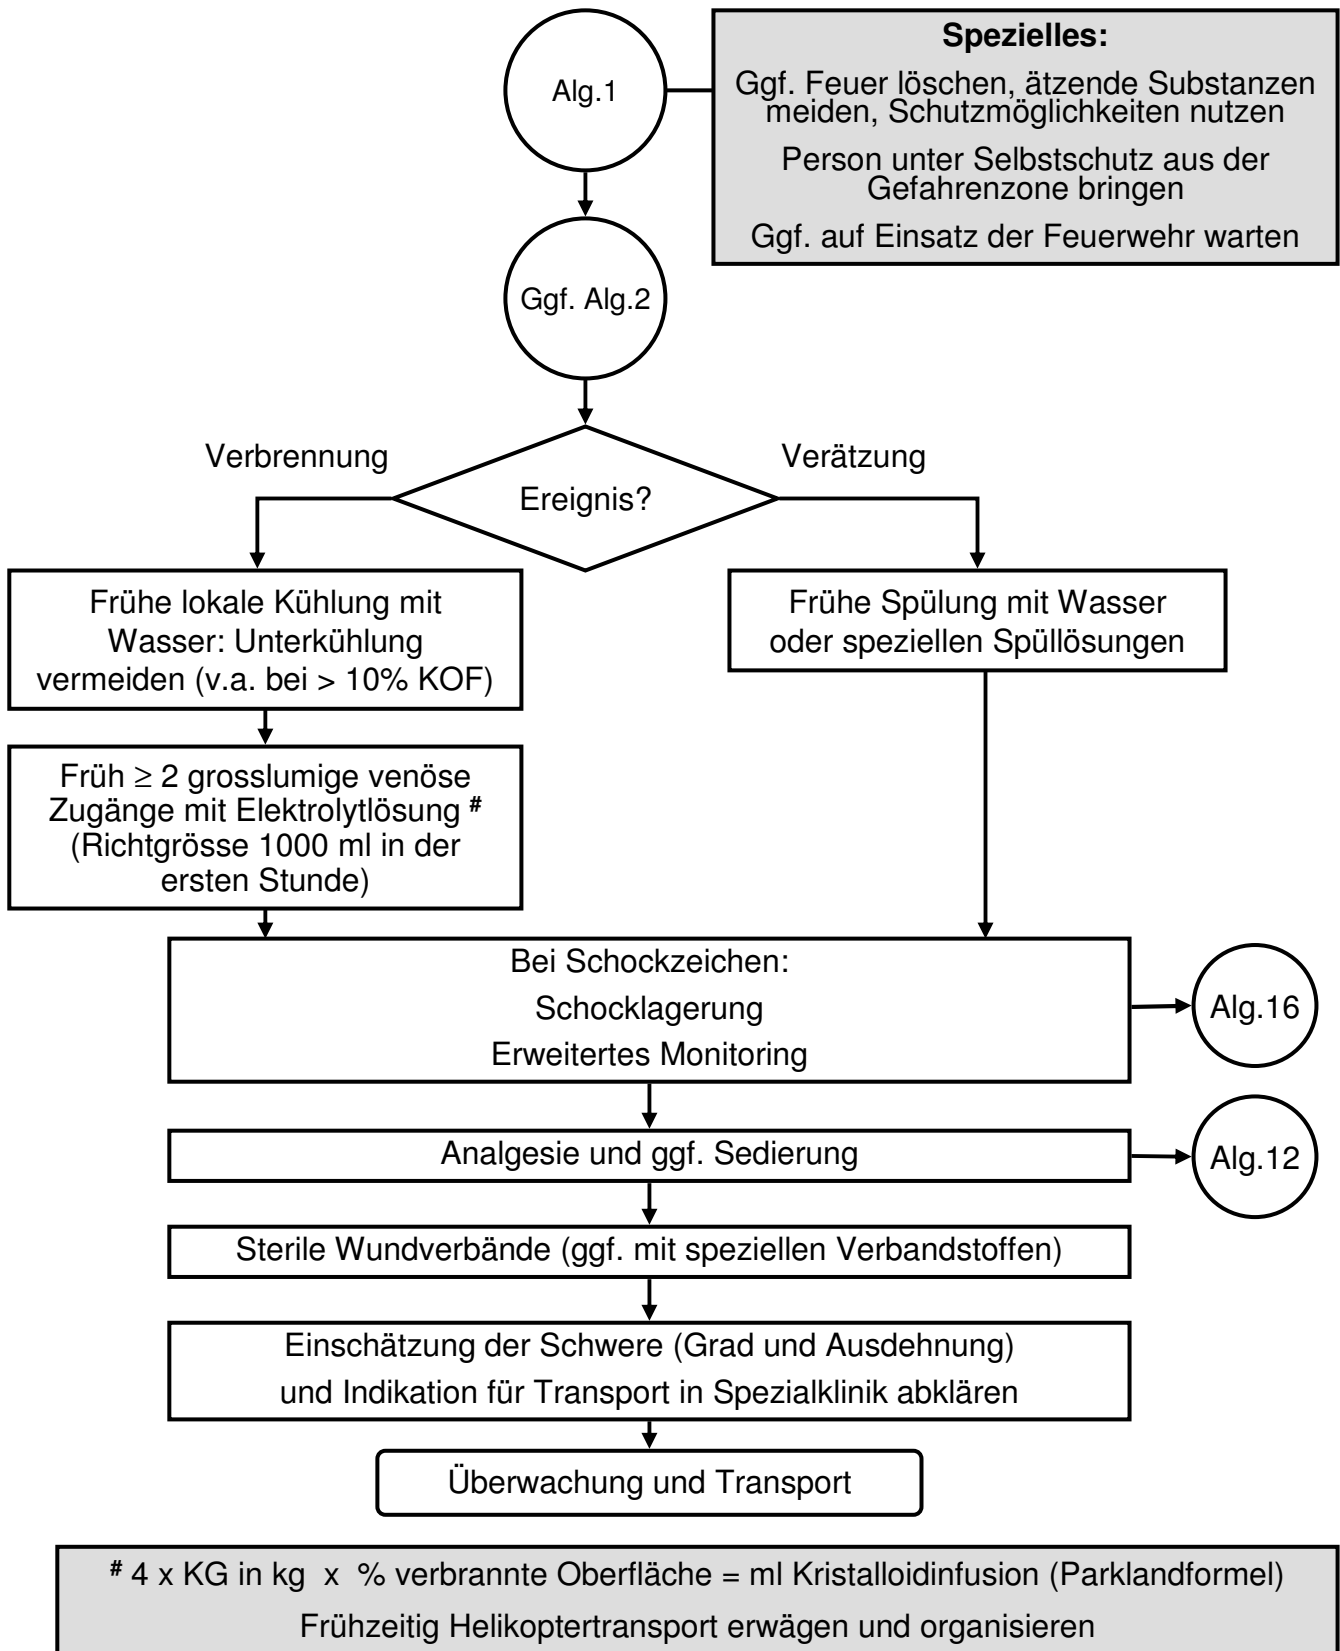 Alg.1
Spezielles:
Ggf. Feuer löschen, ätzende Substanzen
meiden, Schutzmöglichkeiten nutzen
Person unter Selbstschutz aus der
Gefahrenzone bringen
Ggf. auf Einsatz der Feuerwehr warten
Ggf. Alg.2
Verbrennung
Verätzung
Ereignis?
Frühe lokale Kühlung mit
Wasser: Unterkühlung
vermeiden (v.a. bei > 10% KOF)
Frühe Spülung mit Wasser
oder speziellen Spüllösungen
Früh ≥ 2 grosslumige venöse
Zugänge mit Elektrolytlösung #
(Richtgrösse 1000 ml in der
ersten Stunde)
Bei Schockzeichen:
Schocklagerung
Erweitertes Monitoring
Alg.16
Analgesie und ggf. Sedierung
Alg.12
Sterile Wundverbände (ggf. mit speziellen Verbandstoffen)
Einschätzung der Schwere (Grad und Ausdehnung)
und Indikation für Transport in Spezialklinik abklären
Überwachung und Transport
# 4 x KG in kg x % verbrannte Oberfläche = ml Kristalloidinfusion (Parklandformel)
Frühzeitig Helikoptertransport erwägen und organisieren